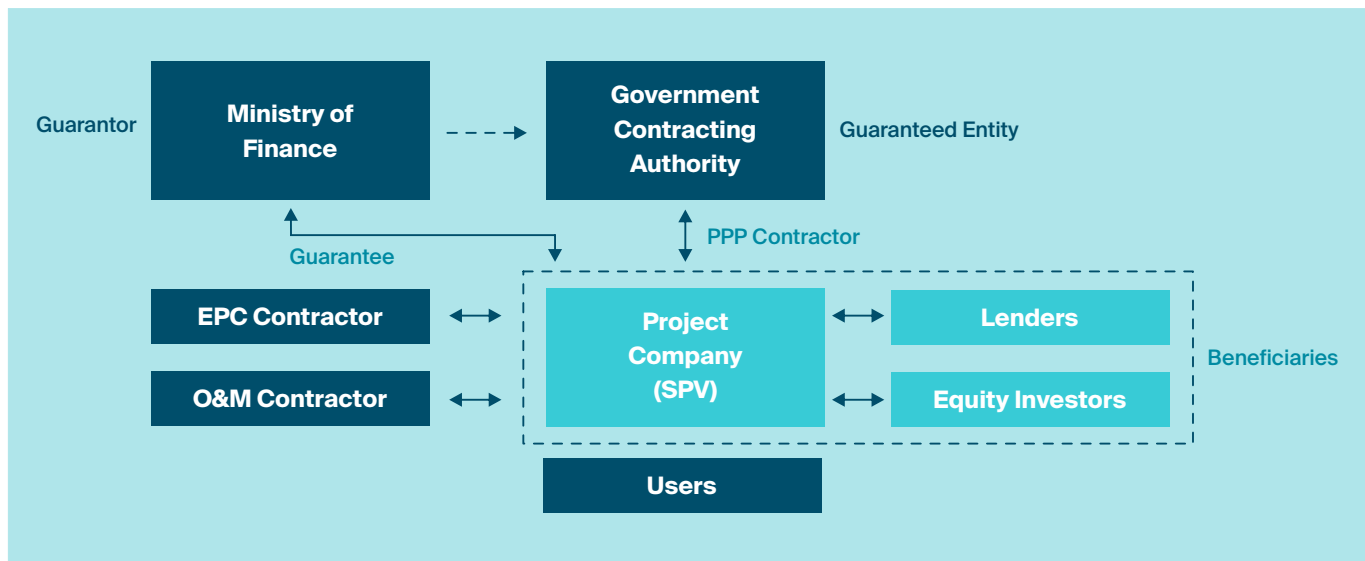 Guarantor
Ministry of
Finance
Government
Contracting
Authority
Guaranteed Entity
Guarantee
PPP Contractor
EPC Contractor
O&M Contractor
Project
Company
(SPV)
Lenders
Equity Investors
Beneficiaries
Users